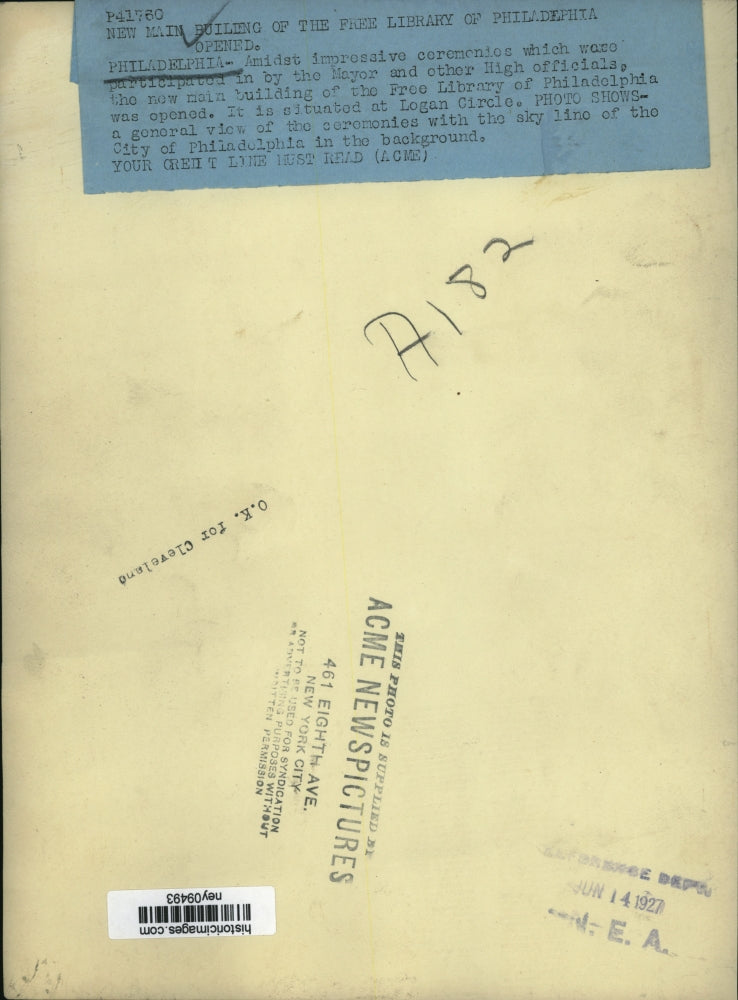 P41760
NEW MAIN BUILDING OF THE FREE LIBRARY OF PHILADEPHIA
OPENED.
PHILADELPHIA- Amidst impressive ceremonies which were
participated in by the Mayor and other High officials,
the new main building of the Free Library of Philadelphia
was opened. It is situated at Logan Circle. PHOTO SHOWS-
a general view of the ceremonies with the sky line of the
City of Philadelphia in the background.
YOUR CREDIT LINE MUST READ (ACME)
A182
O.K. for Cleveland
THIS PHOTO IS SUPPLIED BY
ACME NEWSPICTURES
461 EIGHTH AVE.
NEW YORK CITY
NOT TO BE USED FOR SYNDICATION
OR ADVERTISING PURPOSES WITHOUT
WRITTEN PERMISSION
REFERENCE DEPT.
JUN 14 1927
N. E. A.
historicimages.com
ney09493